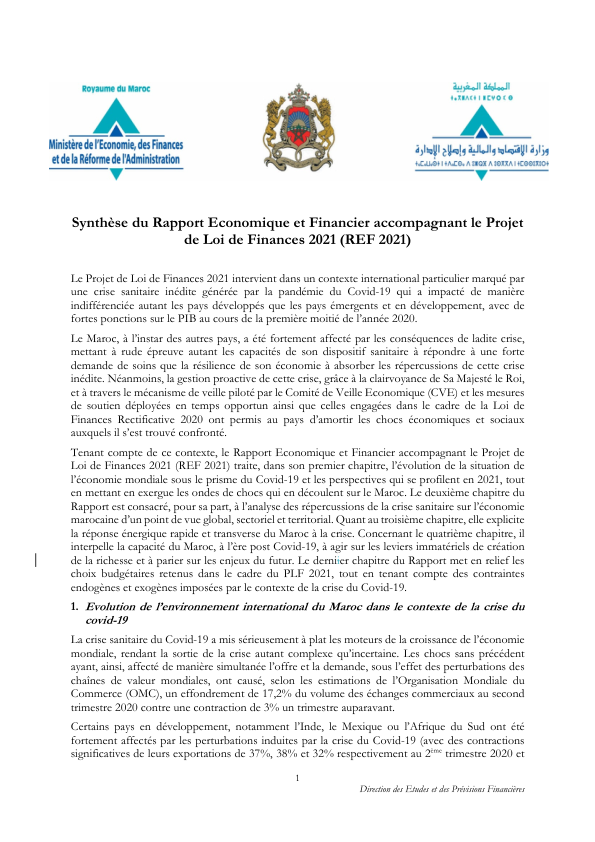 Royaume du Maroc
Ministère de l'Economie, des Finances
et de la Réforme de l'Administration
المملكة المغربية
ⵜⴰⴳⵍⴷⵉⵜ ⵏ ⵍⵎⵖⵔⵉⴱ
وزارة الإقتصاد والمالية وإصلاح الإدارة
Synthèse du Rapport Economique et Financier accompagnant le Projet
de Loi de Finances 2021 (REF 2021)
Le Projet de Loi de Finances 2021 intervient dans un contexte international particulier marqué par
une crise sanitaire inédite générée par la pandémie du Covid-19 qui a impacté de manière
indifférenciée autant les pays développés que les pays émergents et en développement, avec de
fortes ponctions sur le PIB au cours de la première moitié de l'année 2020.
Le Maroc, à l'instar des autres pays, a été fortement affecté par les conséquences de ladite crise,
mettant à rude épreuve autant les capacités de son dispositif sanitaire à répondre à une forte
demande de soins que la résilience de son économie à absorber les répercussions de cette crise
inédite. Néanmoins, la gestion proactive de cette crise, grâce à la clairvoyance de Sa Majesté le Roi,
et à travers le mécanisme de veille piloté par le Comité de Veille Economique (CVE) et les mesures
de soutien déployées en temps opportun ainsi que celles engagées dans le cadre de la Loi de
Finances Rectificative 2020 ont permis au pays d'amortir les chocs économiques et sociaux
auxquels il s'est trouvé confronté.
Tenant compte de ce contexte, le Rapport Economique et Financier accompagnant le Projet de
Loi de Finances 2021 (REF 2021) traite, dans son premier chapitre, l'évolution de la situation de
l'économie mondiale sous le prisme du Covid-19 et les perspectives qui se profilent en 2021, tout
en mettant en exergue les ondes de chocs qui en découlent sur le Maroc. Le deuxième chapitre du
Rapport est consacré, pour sa part, à l'analyse des répercussions de la crise sanitaire sur l'économie
marocaine d'un point de vue global, sectoriel et territorial. Quant au troisième chapitre, elle explicite
la réponse énergique rapide et transverse du Maroc à la crise. Concernant le quatrième chapitre, il
interpelle la capacité du Maroc, à l'ère post Covid-19, à agir sur les leviers immatériels de création
de la richesse et à parier sur les enjeux du futur. Le dernier chapitre du Rapport met en relief les
choix budgétaires retenus dans le cadre du PLF 2021, tout en tenant compte des contraintes
endogènes et exogènes imposées par le contexte de la crise du Covid-19.
1. Evolution de l'environnement international du Maroc dans le contexte de la crise du
covid-19
La crise sanitaire du Covid-19 a mis sérieusement à plat les moteurs de la croissance de l'économie
mondiale, rendant la sortie de la crise autant complexe qu'incertaine. Les chocs sans précédent
ayant, ainsi, affecté de manière simultanée l'offre et la demande, sous l'effet des perturbations des
chaînes de valeur mondiales, ont causé, selon les estimations de l'Organisation Mondiale du
Commerce (OMC), un effondrement de 17,2% du volume des échanges commerciaux au second
trimestre 2020 contre une contraction de 3% un trimestre auparavant.
Certains pays en développement, notamment l'Inde, le Mexique ou l'Afrique du Sud ont été
fortement affectés par les perturbations induites par la crise du Covid-19 (avec des contractions
significatives de leurs exportations de 37%, 38% et 32% respectivement au 2ème trimestre 2020 et
1
Direction des Etudes et des Prévisions Financières